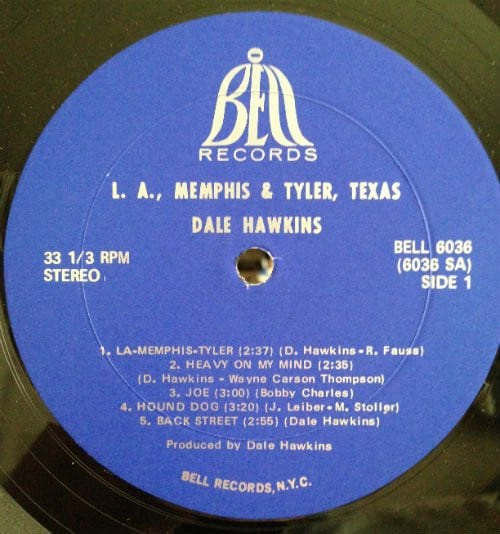 BELL
RECORDS
L. A., MEMPHIS & TYLER, TEXAS
DALE HAWKINS
33 1/3 RPM
STEREO
BELL 6036
(6036 SA)
SIDE 1
1. LA-MEMPHIS-TYLER (2:37) (D. Hawkins-R. Fauss)
2. HEAVY ON MY MIND (2:35)
(D. Hawkins - Wayne Carson Thompson)
3. JOE (3:00) (Bobby Charles)
4. HOUND DOG (3:20) (J. Leiber-M. Stoller)
5. BACK STREET (2:55) (Dale Hawkins)
Produced by Dale Hawkins
BELL RECORDS, N.Y.C.